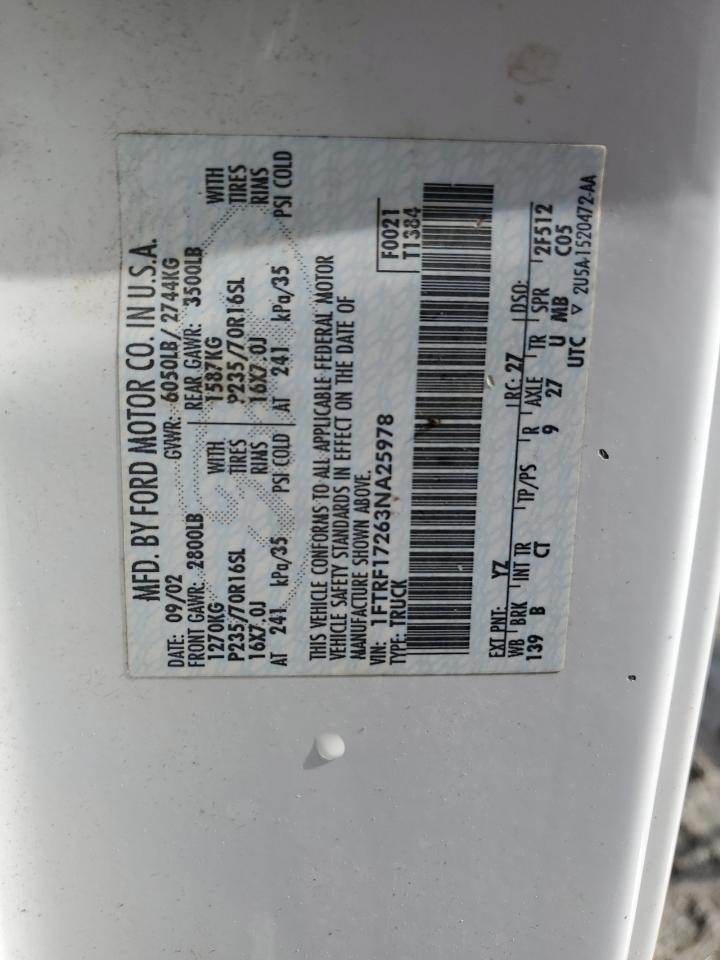 MFD. BY FORD MOTOR CO. IN U.S.A.
DATE: 09/02 GVWR: 6050LB / 2744KG
FRONT GAWR: 2800LB REAR GAWR: 3500LB
1270KG WITH 1587KG WITH
P235/70R16SL TIRES P235/70R16SL TIRES
16X7.0J RIMS 16X7.0J RIMS
AT 241 kPa/35 PSI COLD AT 241 kPa/35 PSI COLD
THIS VEHICLE CONFORMS TO ALL APPLICABLE FEDERAL MOTOR
VEHICLE SAFETY STANDARDS IN EFFECT ON THE DATE OF
MANUFACTURE SHOWN ABOVE.
VIN: 1FTRF17263NA25978 F0021
TYPE: TRUCK T1384
EXT PNT: YZ RC: 27 DSO:
WB BRK INT TR TP/PS R AXLE TR SPR 2F512
139 B CT 9 27 U MB C05
UTC ▽ 2U5A-1520472-AA